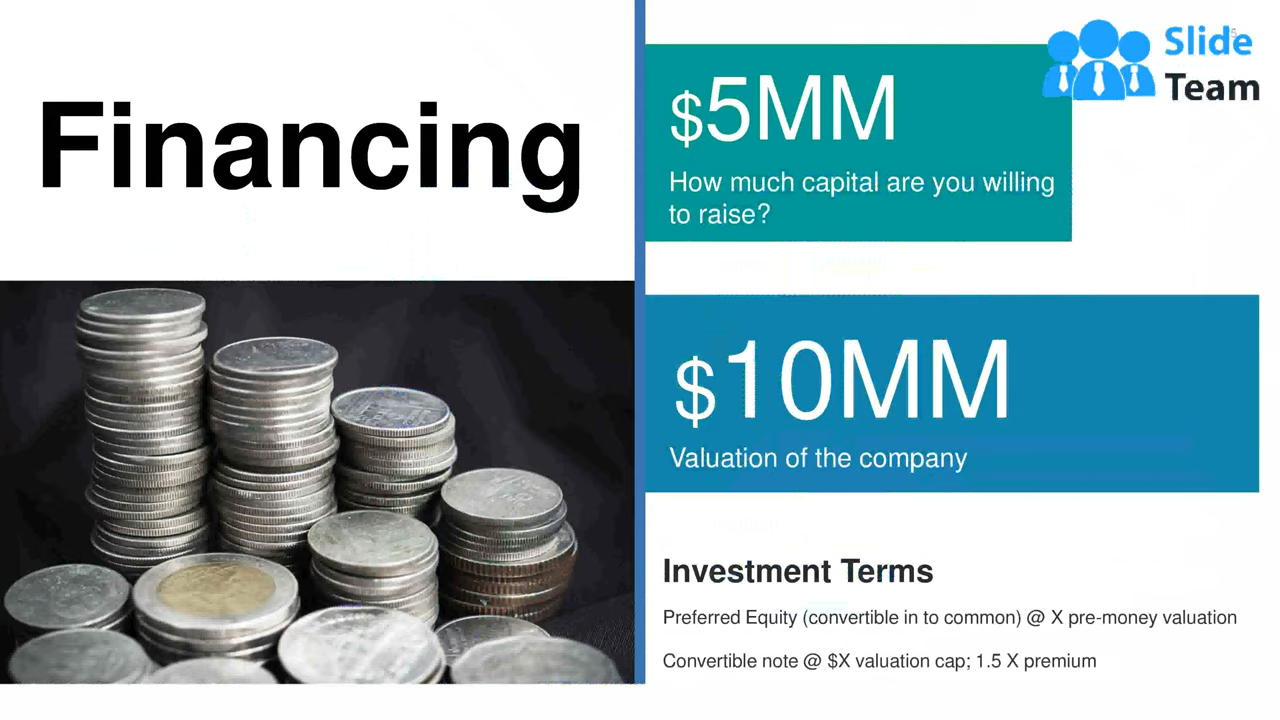 Financing
$5MM
How much capital are you willing
to raise?
$10MM
Valuation of the company
Investment Terms
Preferred Equity (convertible in to common) @ X pre-money valuation
Convertible note @ $X valuation cap; 1.5 X premium
Slide
Team